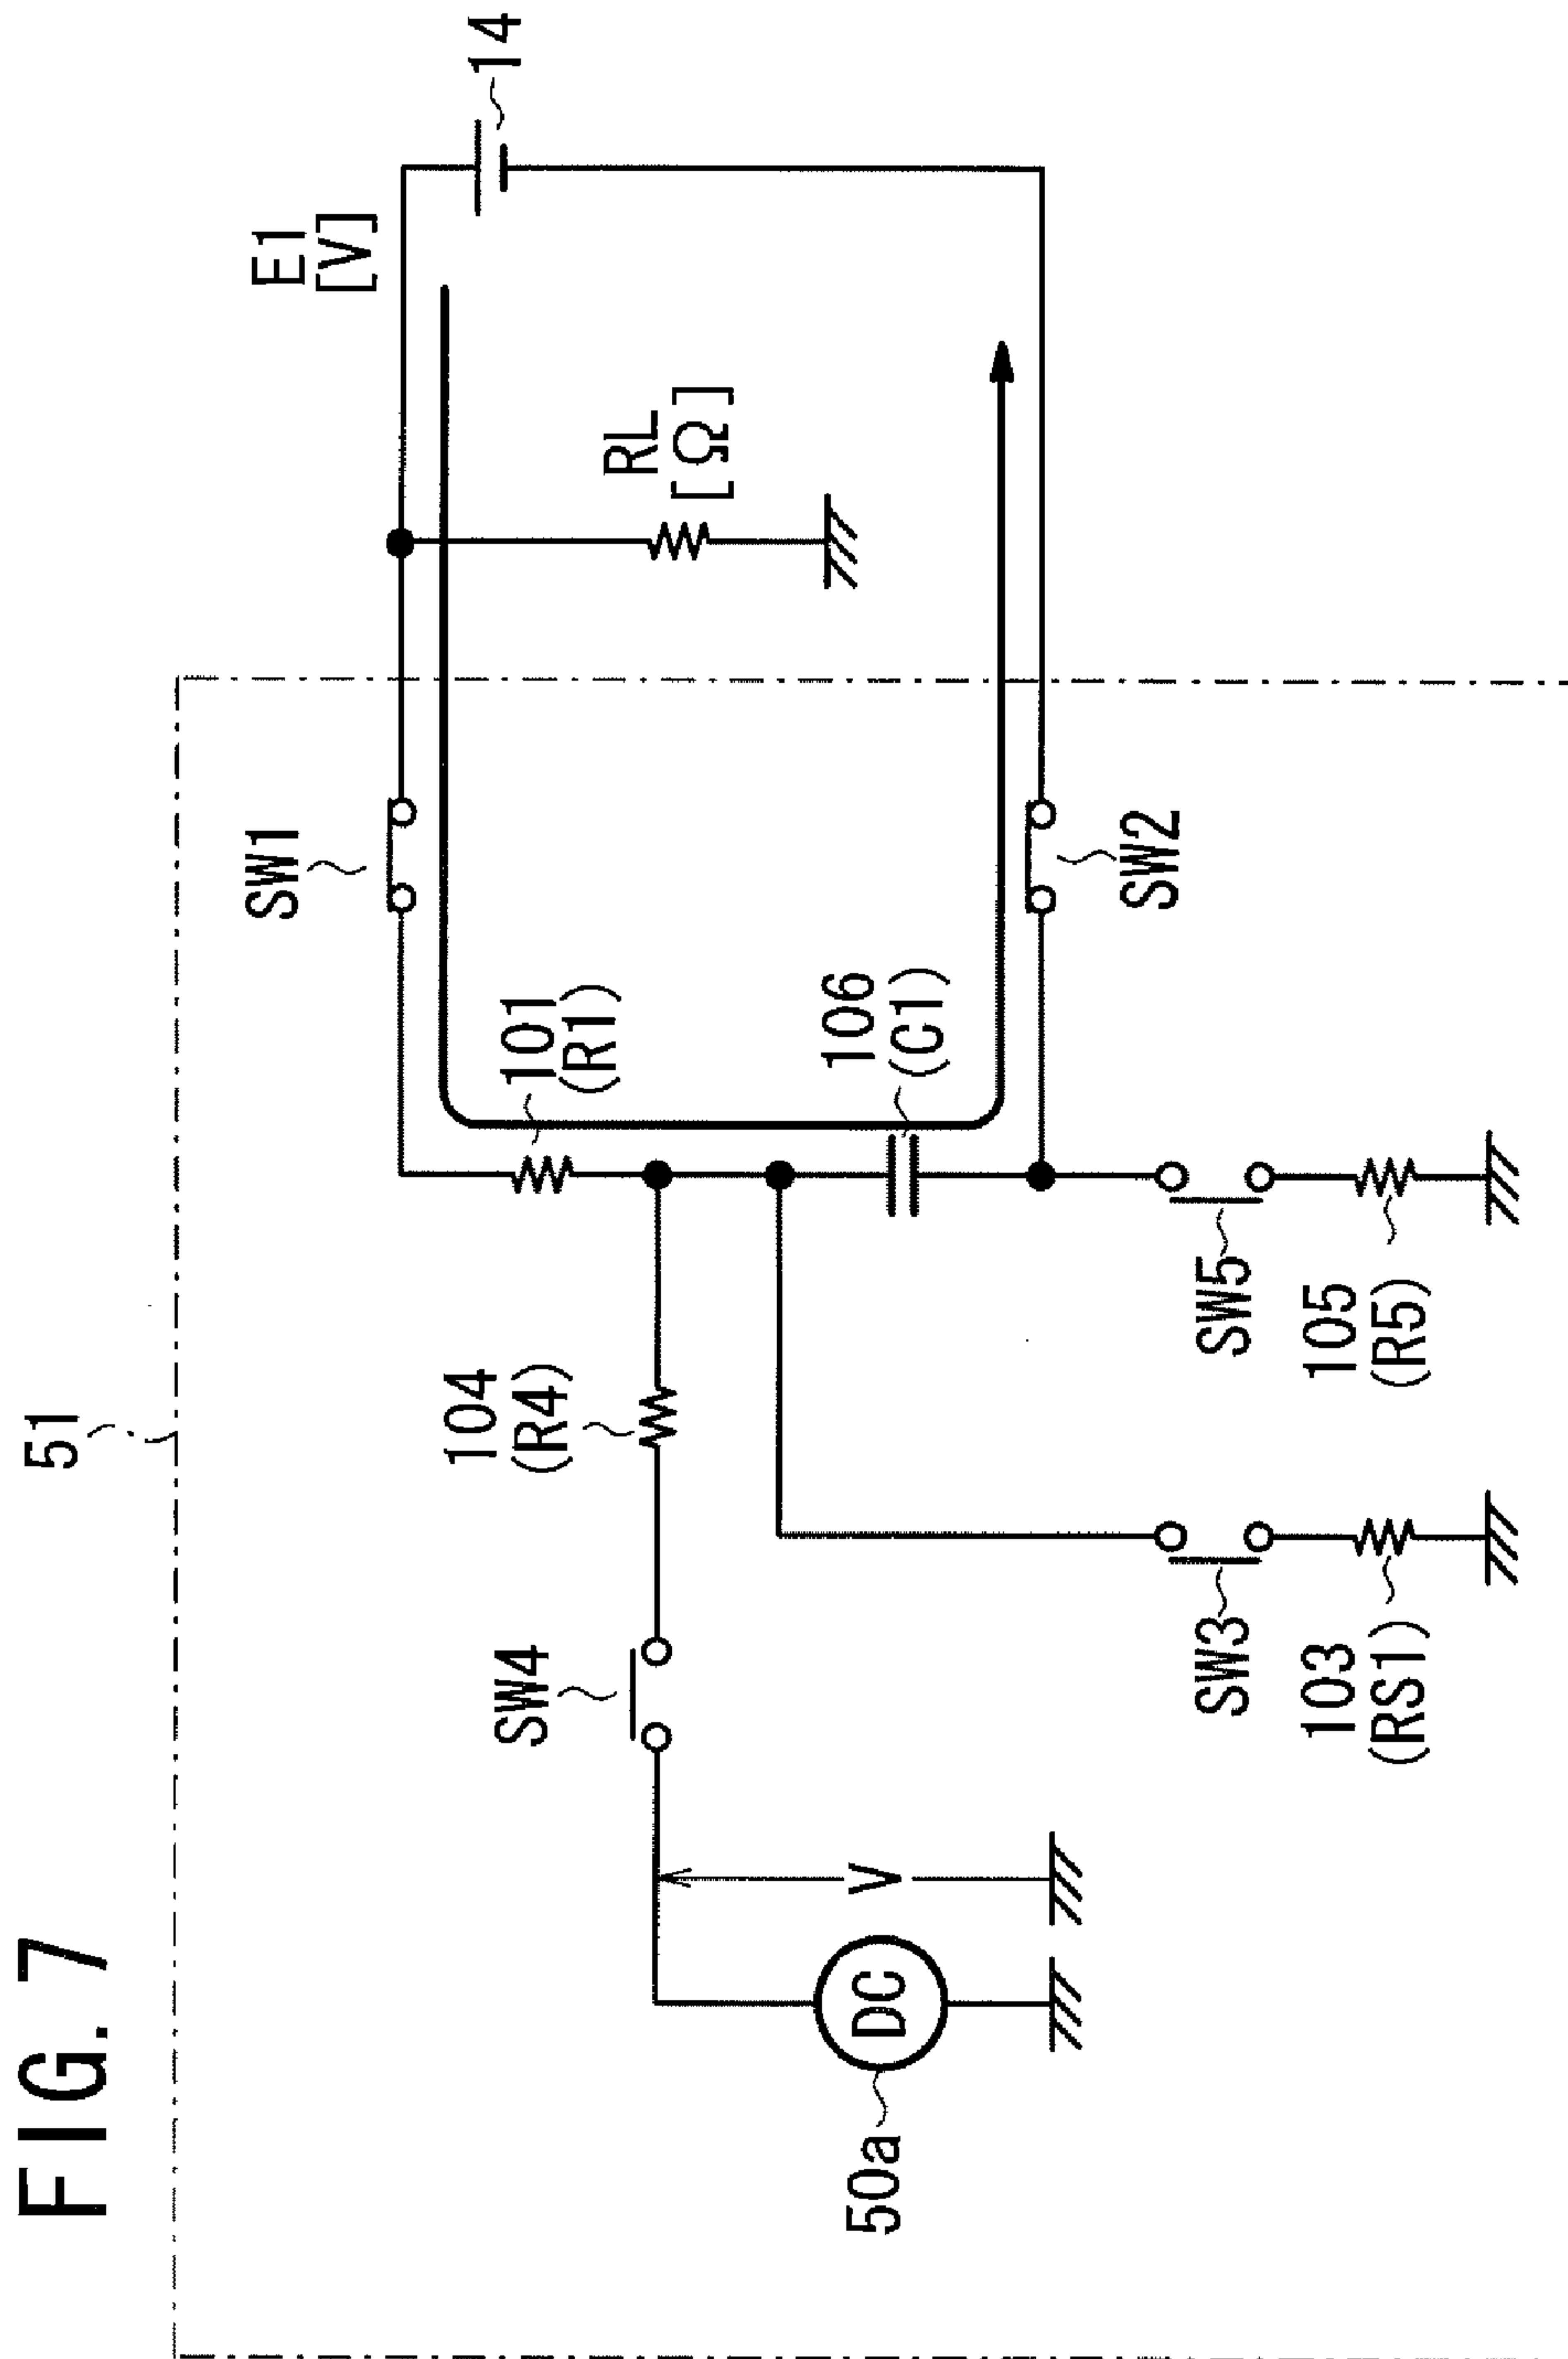 FIG. 7
51
E1
[V]
14
SW1
RL
[Ω]
101
(R1)
104
(R4)
106
(C1)
SW4
SW2
V
DC
50a
SW3
SW5
103
(RS1)
105
(R5)